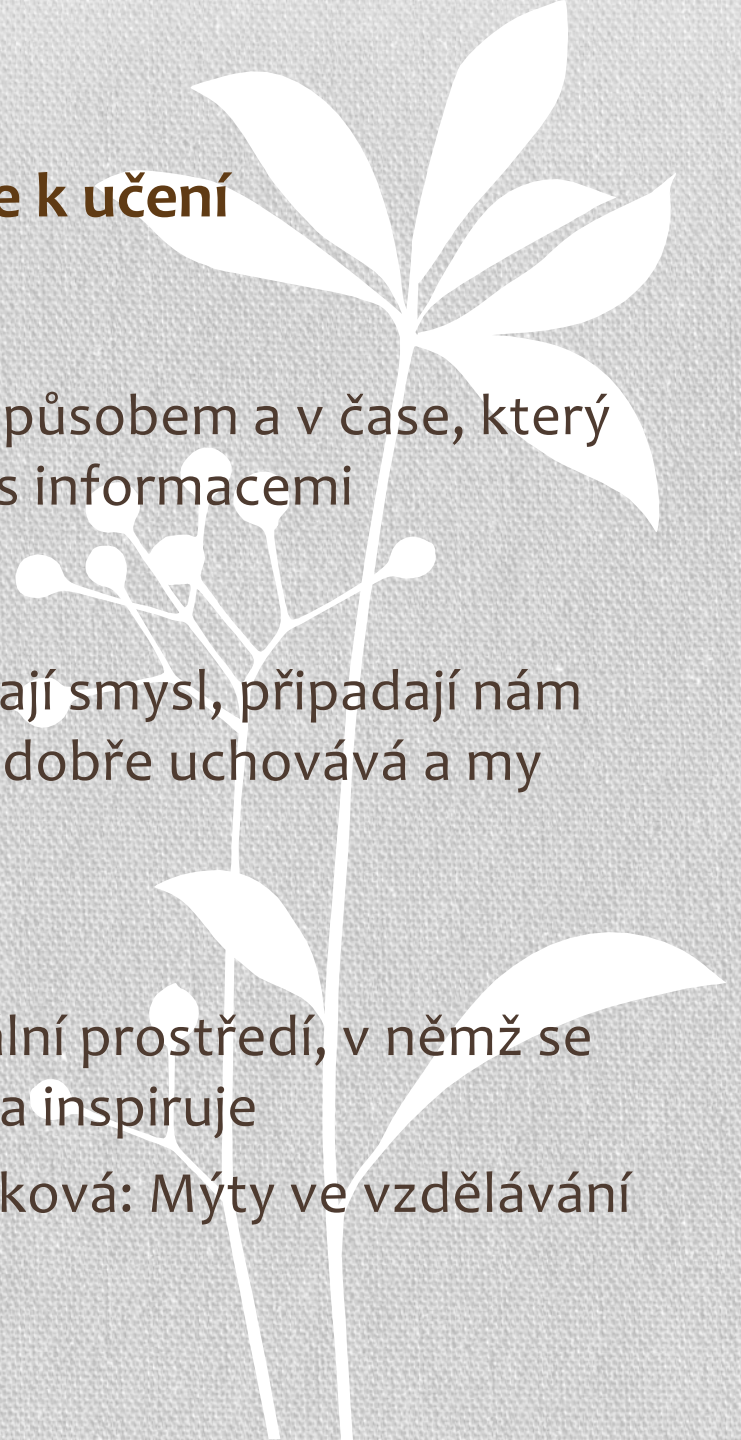 e k učení
působem a v čase, který
s informacemi
ají smysl, připadají nám
dobře uchovává a my
lní prostředí, v němž se
a inspiruje
ková: Mýty ve vzdělávání